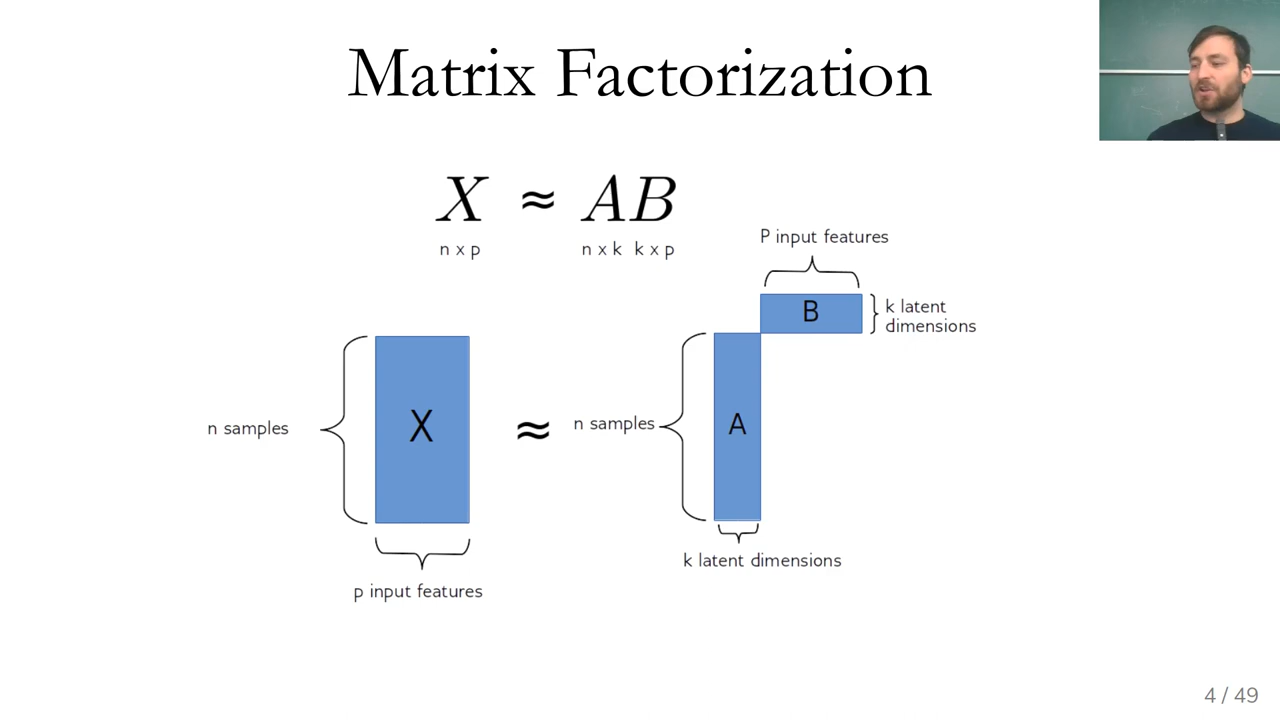 Matrix Factorization
X ≈ AB
n x p n x k k x p
P input features
B
k latent
dimensions
n samples
X
≈
n samples
A
k latent dimensions
p input features
4 / 49